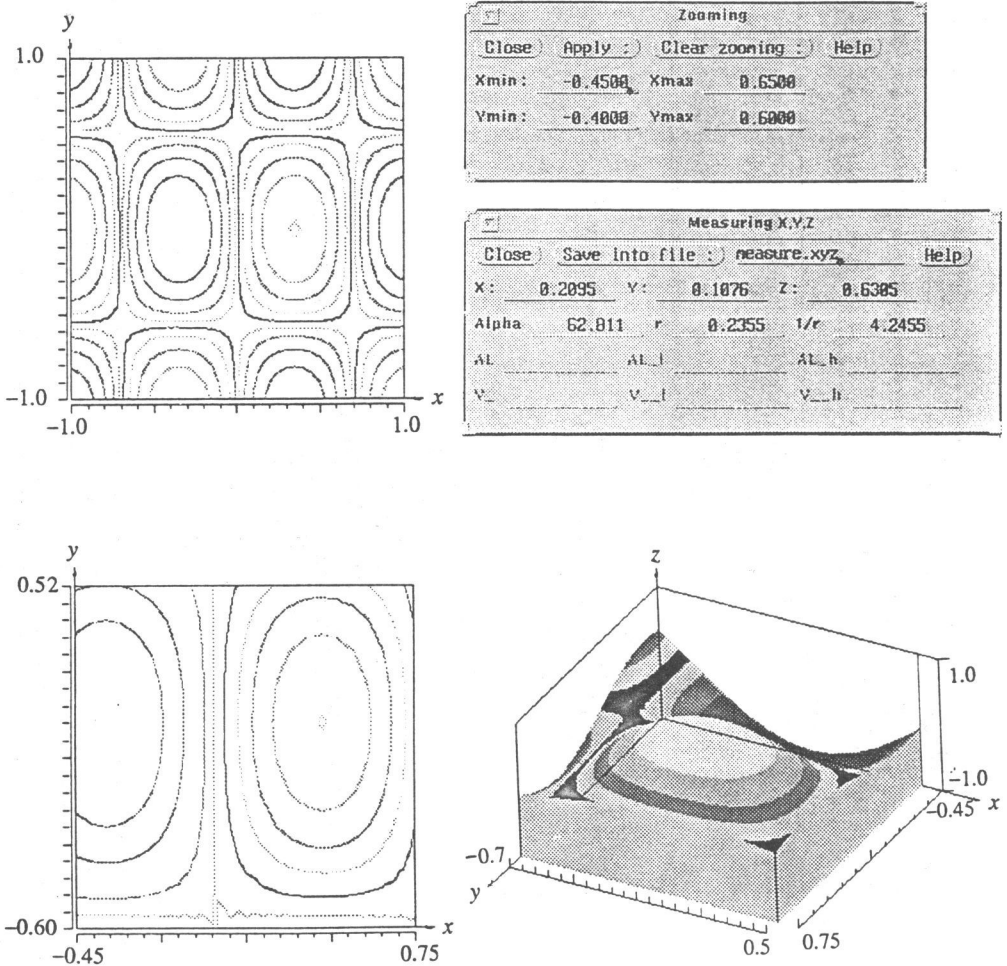 y
1.0
-1.0
-1.0
1.0
x
Zooming
Close Apply :) Clear zooming :) Help
Xmin: -0.4500 Xmax 0.6500
Ymin: -0.4000 Ymax 0.6000
Measuring X,Y,Z
Close Save into file :) measure.xyz Help
X: 0.2095 Y: 0.1076 Z: 0.6305
Alpha 62.811 r 0.2355 1/r 4.2455
AL AL_l AL_h
V_ V__l V__h
y
0.52
-0.60
-0.45
0.75
x
z
1.0
-1.0
x
-0.45
-0.7
y
0.5
0.75